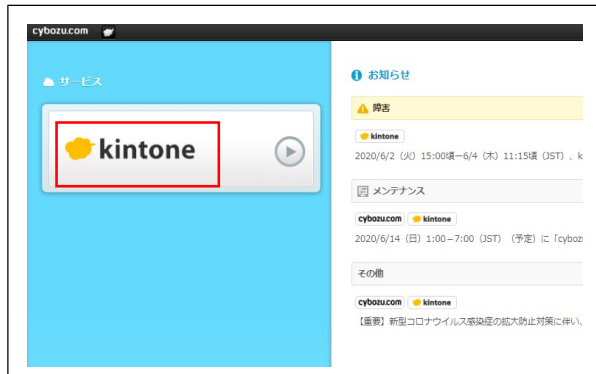 cybozu.com
サービス
kintone
お知らせ
障害
kintone
2020/6/2（火）15:00頃ー6/4（木）11:15頃（JST）、k
メンテナンス
cybozu.com kintone
2020/6/14（日）1:00－7:00（JST）（予定）に「cyboz
その他
cybozu.com kintone
【重要】新型コロナウイルス感染症の拡大防止対策に伴い、